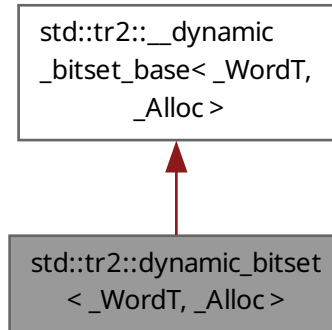 std::tr2::__dynamic
_bitset_base< _WordT,
_Alloc >
std::tr2::dynamic_bitset
< _WordT, _Alloc >